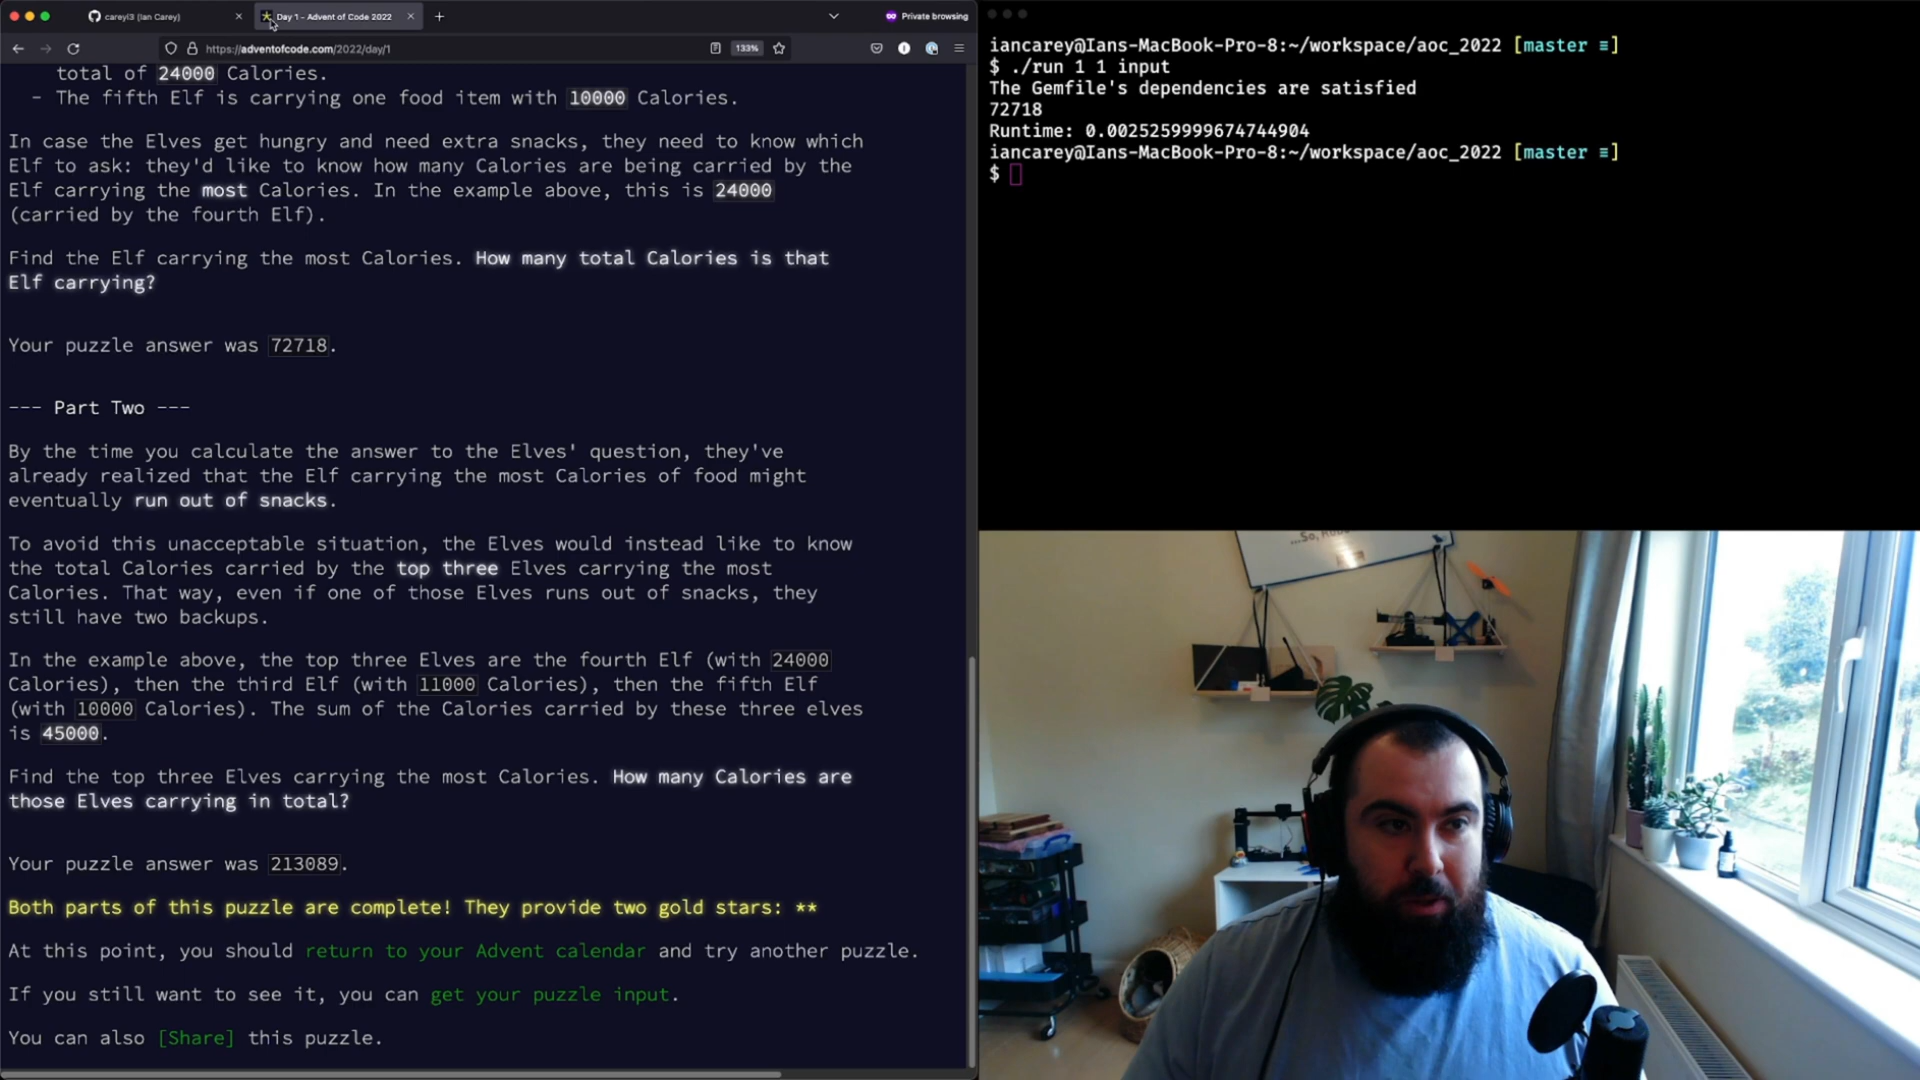 careyi3 (Ian Carey)
Day 1 - Advent of Code 2022
Private browsing
https://adventofcode.com/2022/day/1
133%
total of 24000 Calories.
- The fifth Elf is carrying one food item with 10000 Calories.
In case the Elves get hungry and need extra snacks, they need to know which
Elf to ask: they'd like to know how many Calories are being carried by the
Elf carrying the most Calories. In the example above, this is 24000
(carried by the fourth Elf).
Find the Elf carrying the most Calories. How many total Calories is that
Elf carrying?
Your puzzle answer was 72718.
--- Part Two ---
By the time you calculate the answer to the Elves' question, they've
already realized that the Elf carrying the most Calories of food might
eventually run out of snacks.
To avoid this unacceptable situation, the Elves would instead like to know
the total Calories carried by the top three Elves carrying the most
Calories. That way, even if one of those Elves runs out of snacks, they
still have two backups.
In the example above, the top three Elves are the fourth Elf (with 24000
Calories), then the third Elf (with 11000 Calories), then the fifth Elf
(with 10000 Calories). The sum of the Calories carried by these three elves
is 45000.
Find the top three Elves carrying the most Calories. How many Calories are
those Elves carrying in total?
Your puzzle answer was 213089.
Both parts of this puzzle are complete! They provide two gold stars: **
At this point, you should return to your Advent calendar and try another puzzle.
If you still want to see it, you can get your puzzle input.
You can also [Share] this puzzle.
iancarey@Ians-MacBook-Pro-8:~/workspace/aoc_2022 [master ≡]
$ ./run 1 1 input
The Gemfile's dependencies are satisfied
72718
Runtime: 0.0025259999674744904
iancarey@Ians-MacBook-Pro-8:~/workspace/aoc_2022 [master ≡]
$
...So,